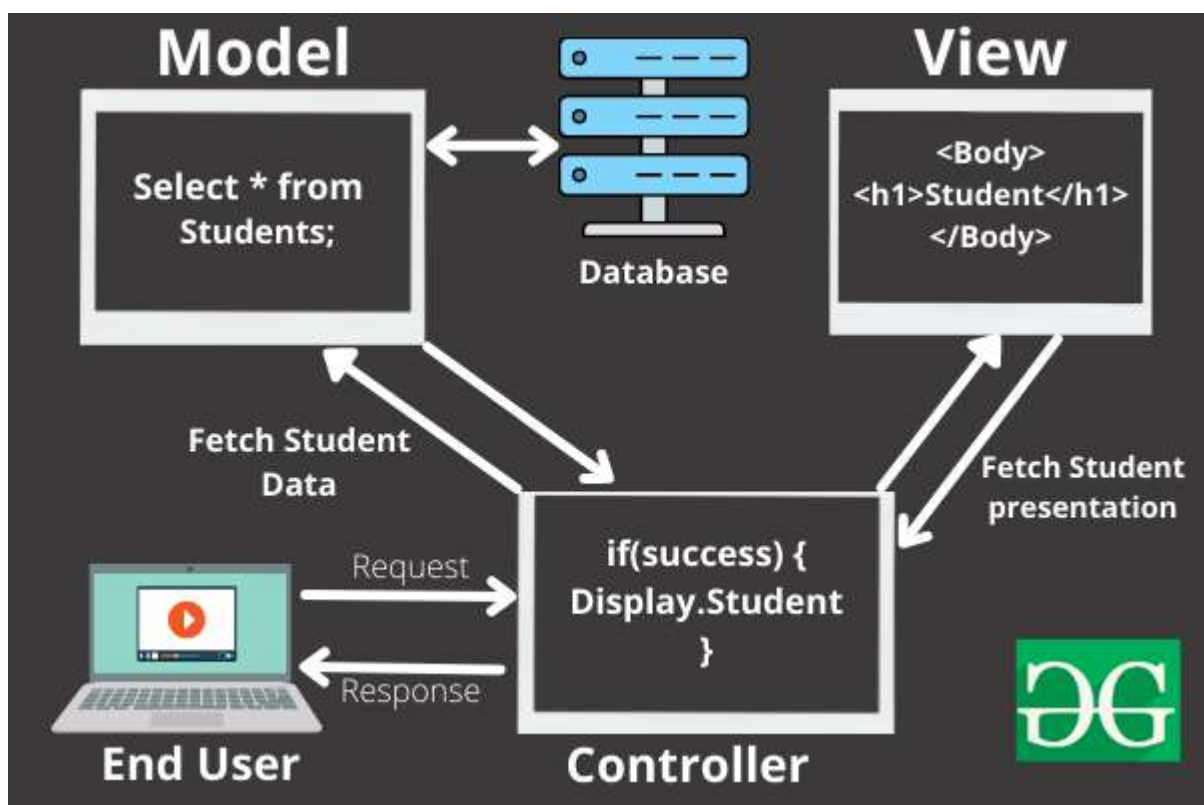 Model
View
Select * from
Students;
<Body>
<h1>Student</h1>
</Body>
Database
Fetch Student
Data
Fetch Student
presentation
Request
Response
if(success) {
Display.Student
}
End User
Controller